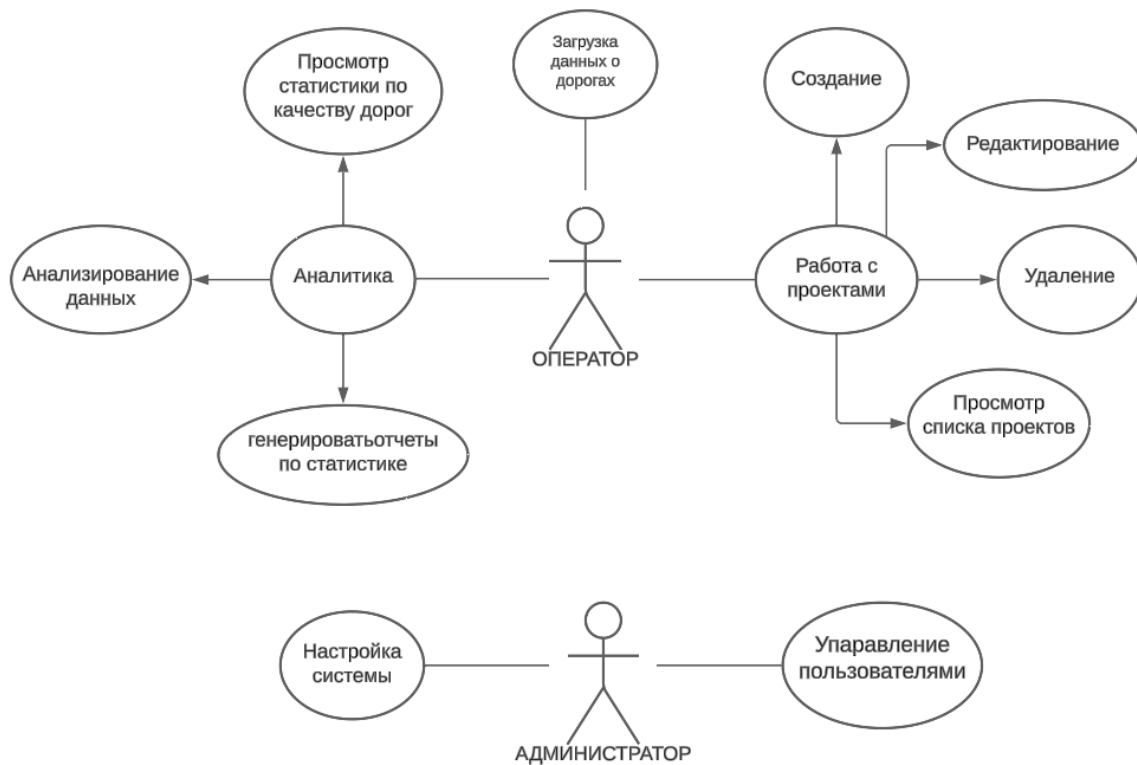 Просмотр
статистики по
качеству дорог
Загрузка
данных о
дорогах
Создание
Редактирование
Анализирование
данных
Аналитика
Работа с
проектами
Удаление
ОПЕРАТОР
генерироватьотчеты
по статистике
Просмотр
списка проектов
Настройка
системы
Упаравление
пользователями
АДМИНИСТРАТОР